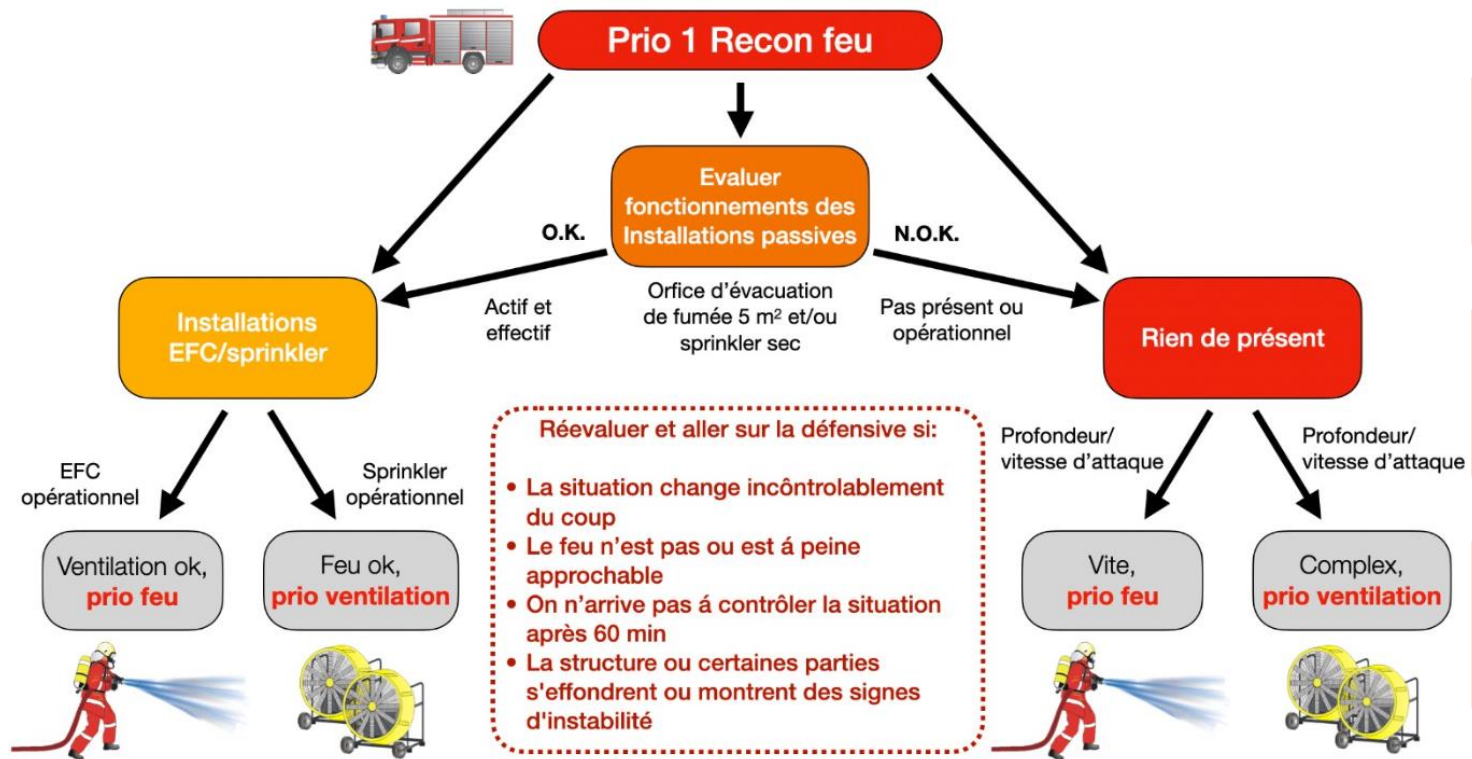 Prio 1 Recon feu
Evaluer
fonctionnements des
Installations passives
O.K.
N.O.K.
Actif et
effectif
Orfice d'évacuation
de fumée 5 m² et/ou
sprinkler sec
Pas présent ou
opérationnel
Installations
EFC/sprinkler
Rien de présent
EFC
opérationnel
Sprinkler
opérationnel
Ventilation ok,
prio feu
Feu ok,
prio ventilation
Réevaluer et aller sur la défensive si:
• La situation change incôntrolablement
du coup
• Le feu n'est pas ou est á peine
approchable
• On n'arrive pas á contrôler la situation
après 60 min
• La structure ou certaines parties
s'effondrent ou montrent des signes
d'instabilité
Profondeur/
vitesse d'attaque
Profondeur/
vitesse d'attaque
Vite,
prio feu
Complex,
prio ventilation